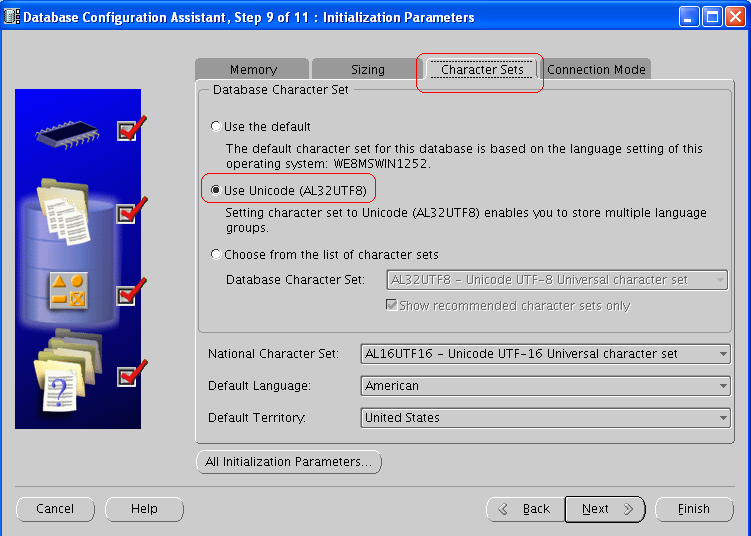 Database Configuration Assistant, Step 9 of 11 : Initialization Parameters
Memory
Sizing
Character Sets
Connection Mode
Database Character Set
Use the default
The default character set for this database is based on the language setting of this
operating system: WE8MSWIN1252.
Use Unicode (AL32UTF8)
Setting character set to Unicode (AL32UTF8) enables you to store multiple language
groups.
Choose from the list of character sets
Database Character Set: AL32UTF8 - Unicode UTF-8 Universal character set
Show recommended character sets only
National Character Set: AL16UTF16 - Unicode UTF-16 Universal character set
Default Language: American
Default Territory: United States
All Initialization Parameters...
?
Cancel
Help
Back
Next
Finish